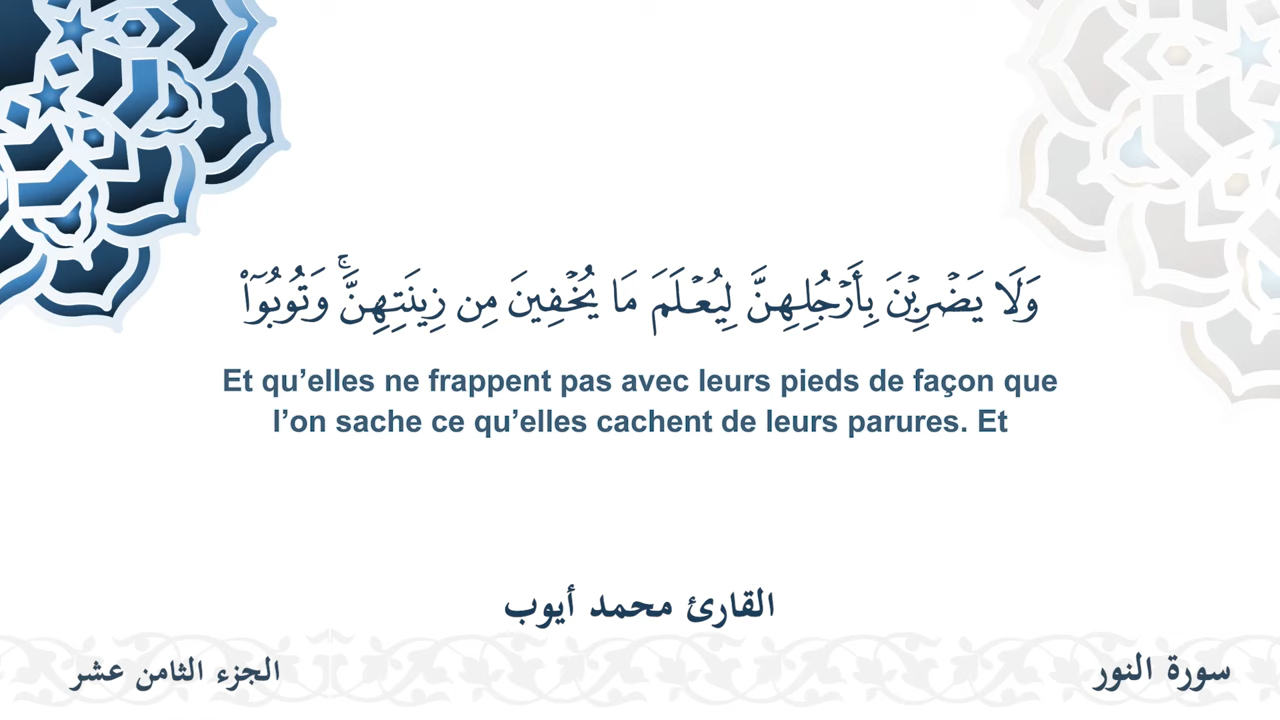 وَلَا يَضْرِبْنَ بِأَرْجُلِهِنَّ لِيُعْلَمَ مَا يُخْفِينَ مِن زِينَتِهِنَّ ۚ وَتُوبُوٓا۟
Et qu’elles ne frappent pas avec leurs pieds de façon que
l’on sache ce qu’elles cachent de leurs parures. Et
القارئ محمد أيوب
سورة النور
الجزء الثامن عشر